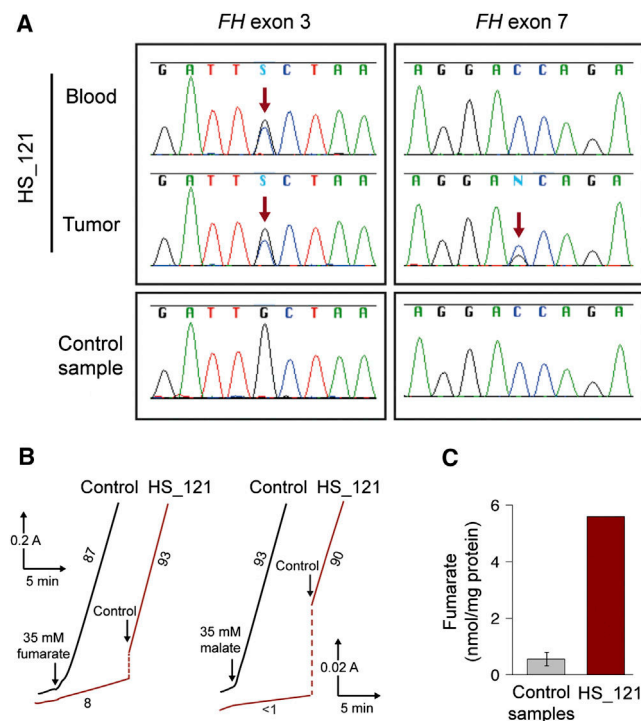 A
FH exon 3
FH exon 7
HS_121
Blood
G A T T S C T A A
A G G A C C A G A
Tumor
G A T T S C T A A
A G G A N C A G A
Control sample
G A T T G C T A A
A G G A C C A G A
B
Control HS_121
0.2 A
5 min
87
93
Control
35 mM
fumarate
8
Control HS_121
93
90
Control
35 mM
malate
<1
0.02 A
5 min
C
Fumarate
(nmol/mg protein)
6
4
2
0
Control
samples
HS_121